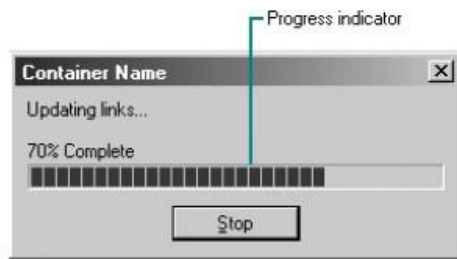 Progress indicator
Container Name
Updating links...
70% Complete
Stop